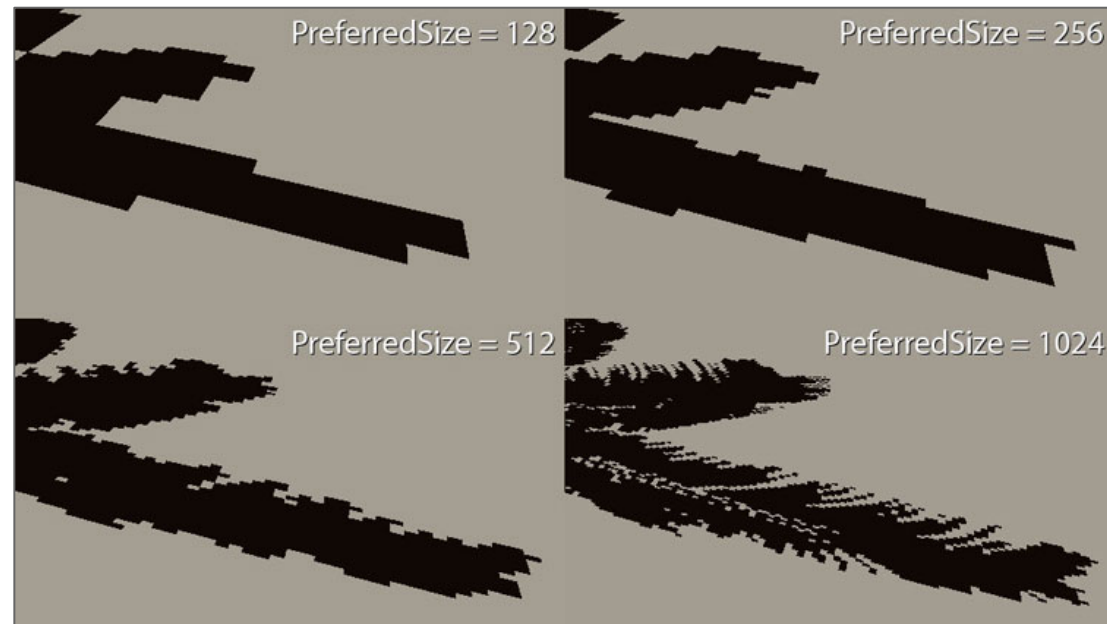 PreferredSize = 128
PreferredSize = 256
PreferredSize = 512
PreferredSize = 1024